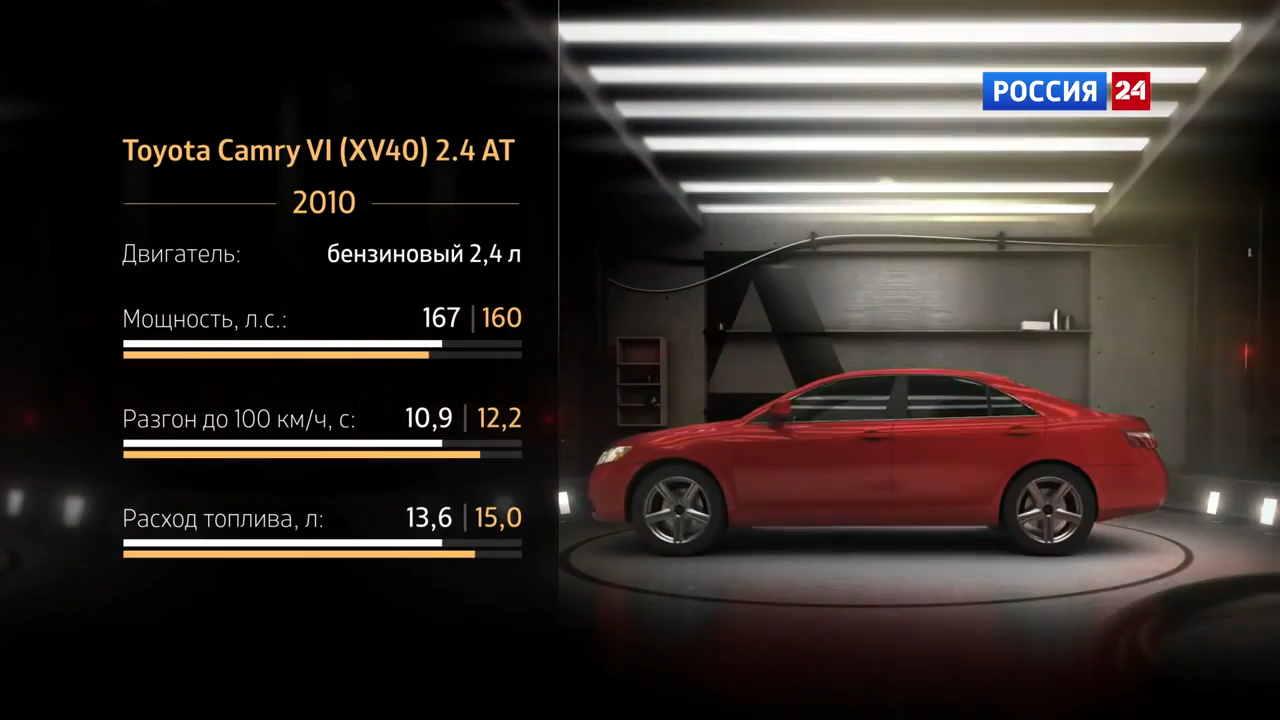 РОССИЯ 24
Toyota Camry VI (XV40) 2.4 AT
2010
Двигатель: бензиновый 2,4 л
Мощность, л.с.: 167 | 160
Разгон до 100 км/ч, с: 10,9 | 12,2
Расход топлива, л: 13,6 | 15,0